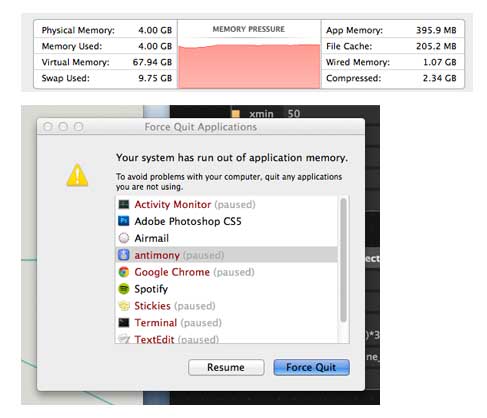 Physical Memory: 4.00 GB
Memory Used: 4.00 GB
Virtual Memory: 67.94 GB
Swap Used: 9.75 GB
MEMORY PRESSURE
App Memory: 395.9 MB
File Cache: 205.2 MB
Wired Memory: 1.07 GB
Compressed: 2.34 GB
xmin 50
Force Quit Applications
Your system has run out of application memory.
To avoid problems with your computer, quit any applications
you are not using.
Activity Monitor (paused)
Adobe Photoshop CS5
Airmail
antimony (paused)
Google Chrome (paused)
Spotify
Stickies (paused)
Terminal (paused)
TextEdit (paused)
Resume
Force Quit
ect
)*3